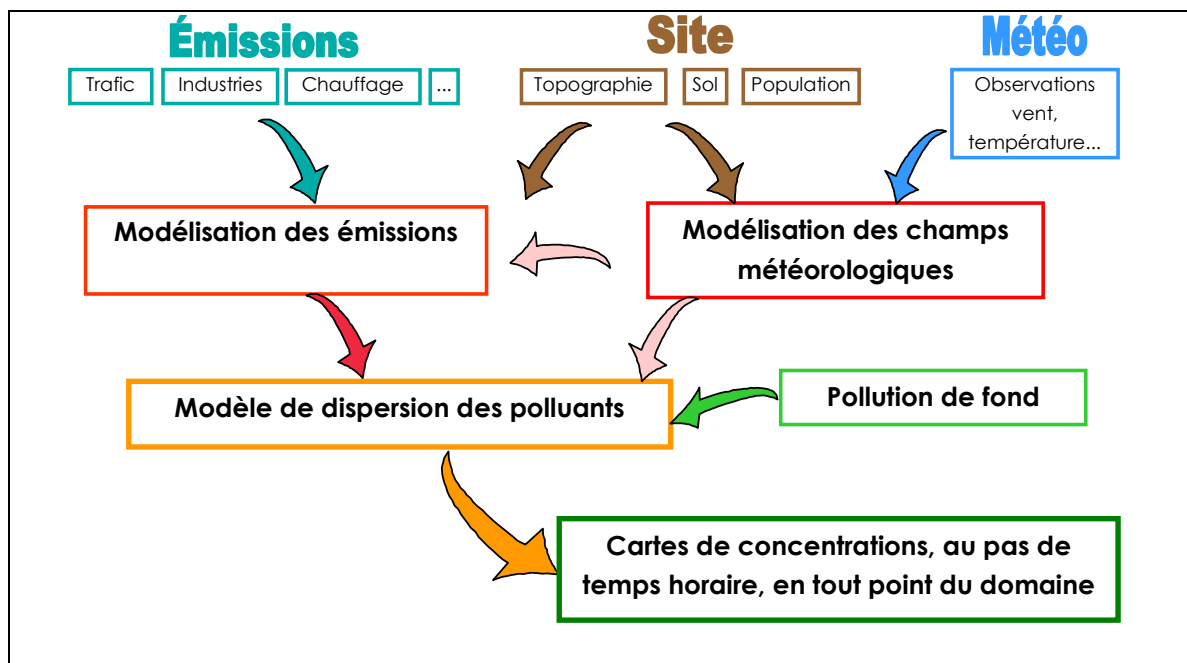 Émissions
Site
Météo
Trafic
Industries
Chauffage
...
Topographie
Sol
Population
Observations
vent,
température...
Modélisation des émissions
Modélisation des champs
météorologiques
Modèle de dispersion des polluants
Pollution de fond
Cartes de concentrations, au pas de
temps horaire, en tout point du domaine